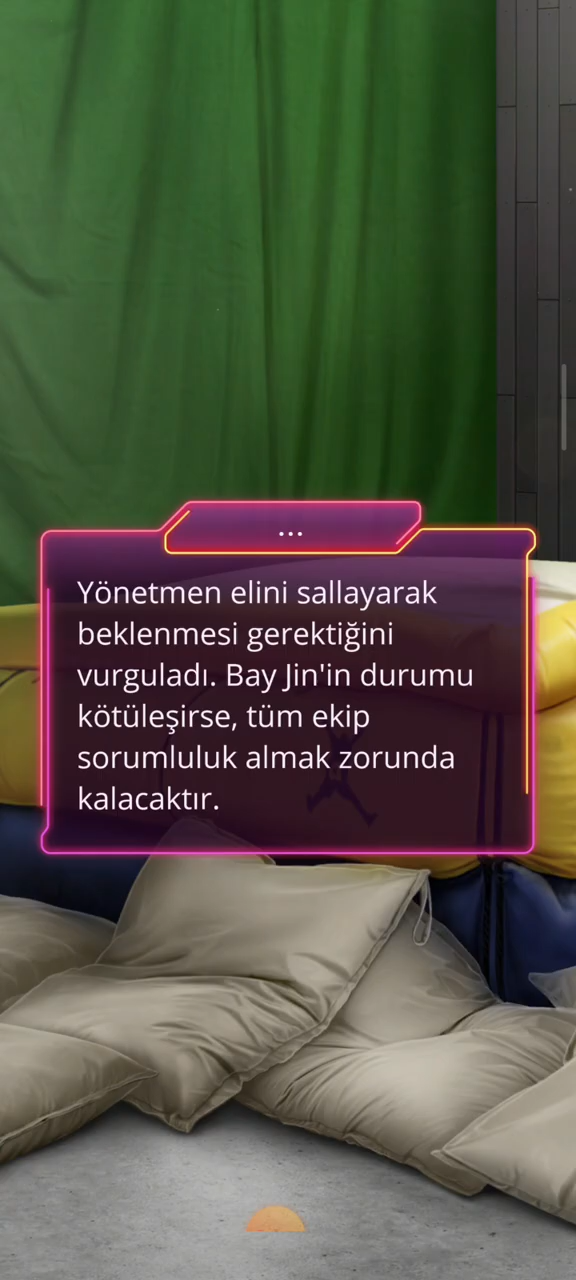 ...
Yönetmen elini sallayarak
beklenmesi gerektiğini
vurguladı. Bay Jin'in durumu
kötüleşirse, tüm ekip
sorumluluk almak zorunda
kalacaktır.